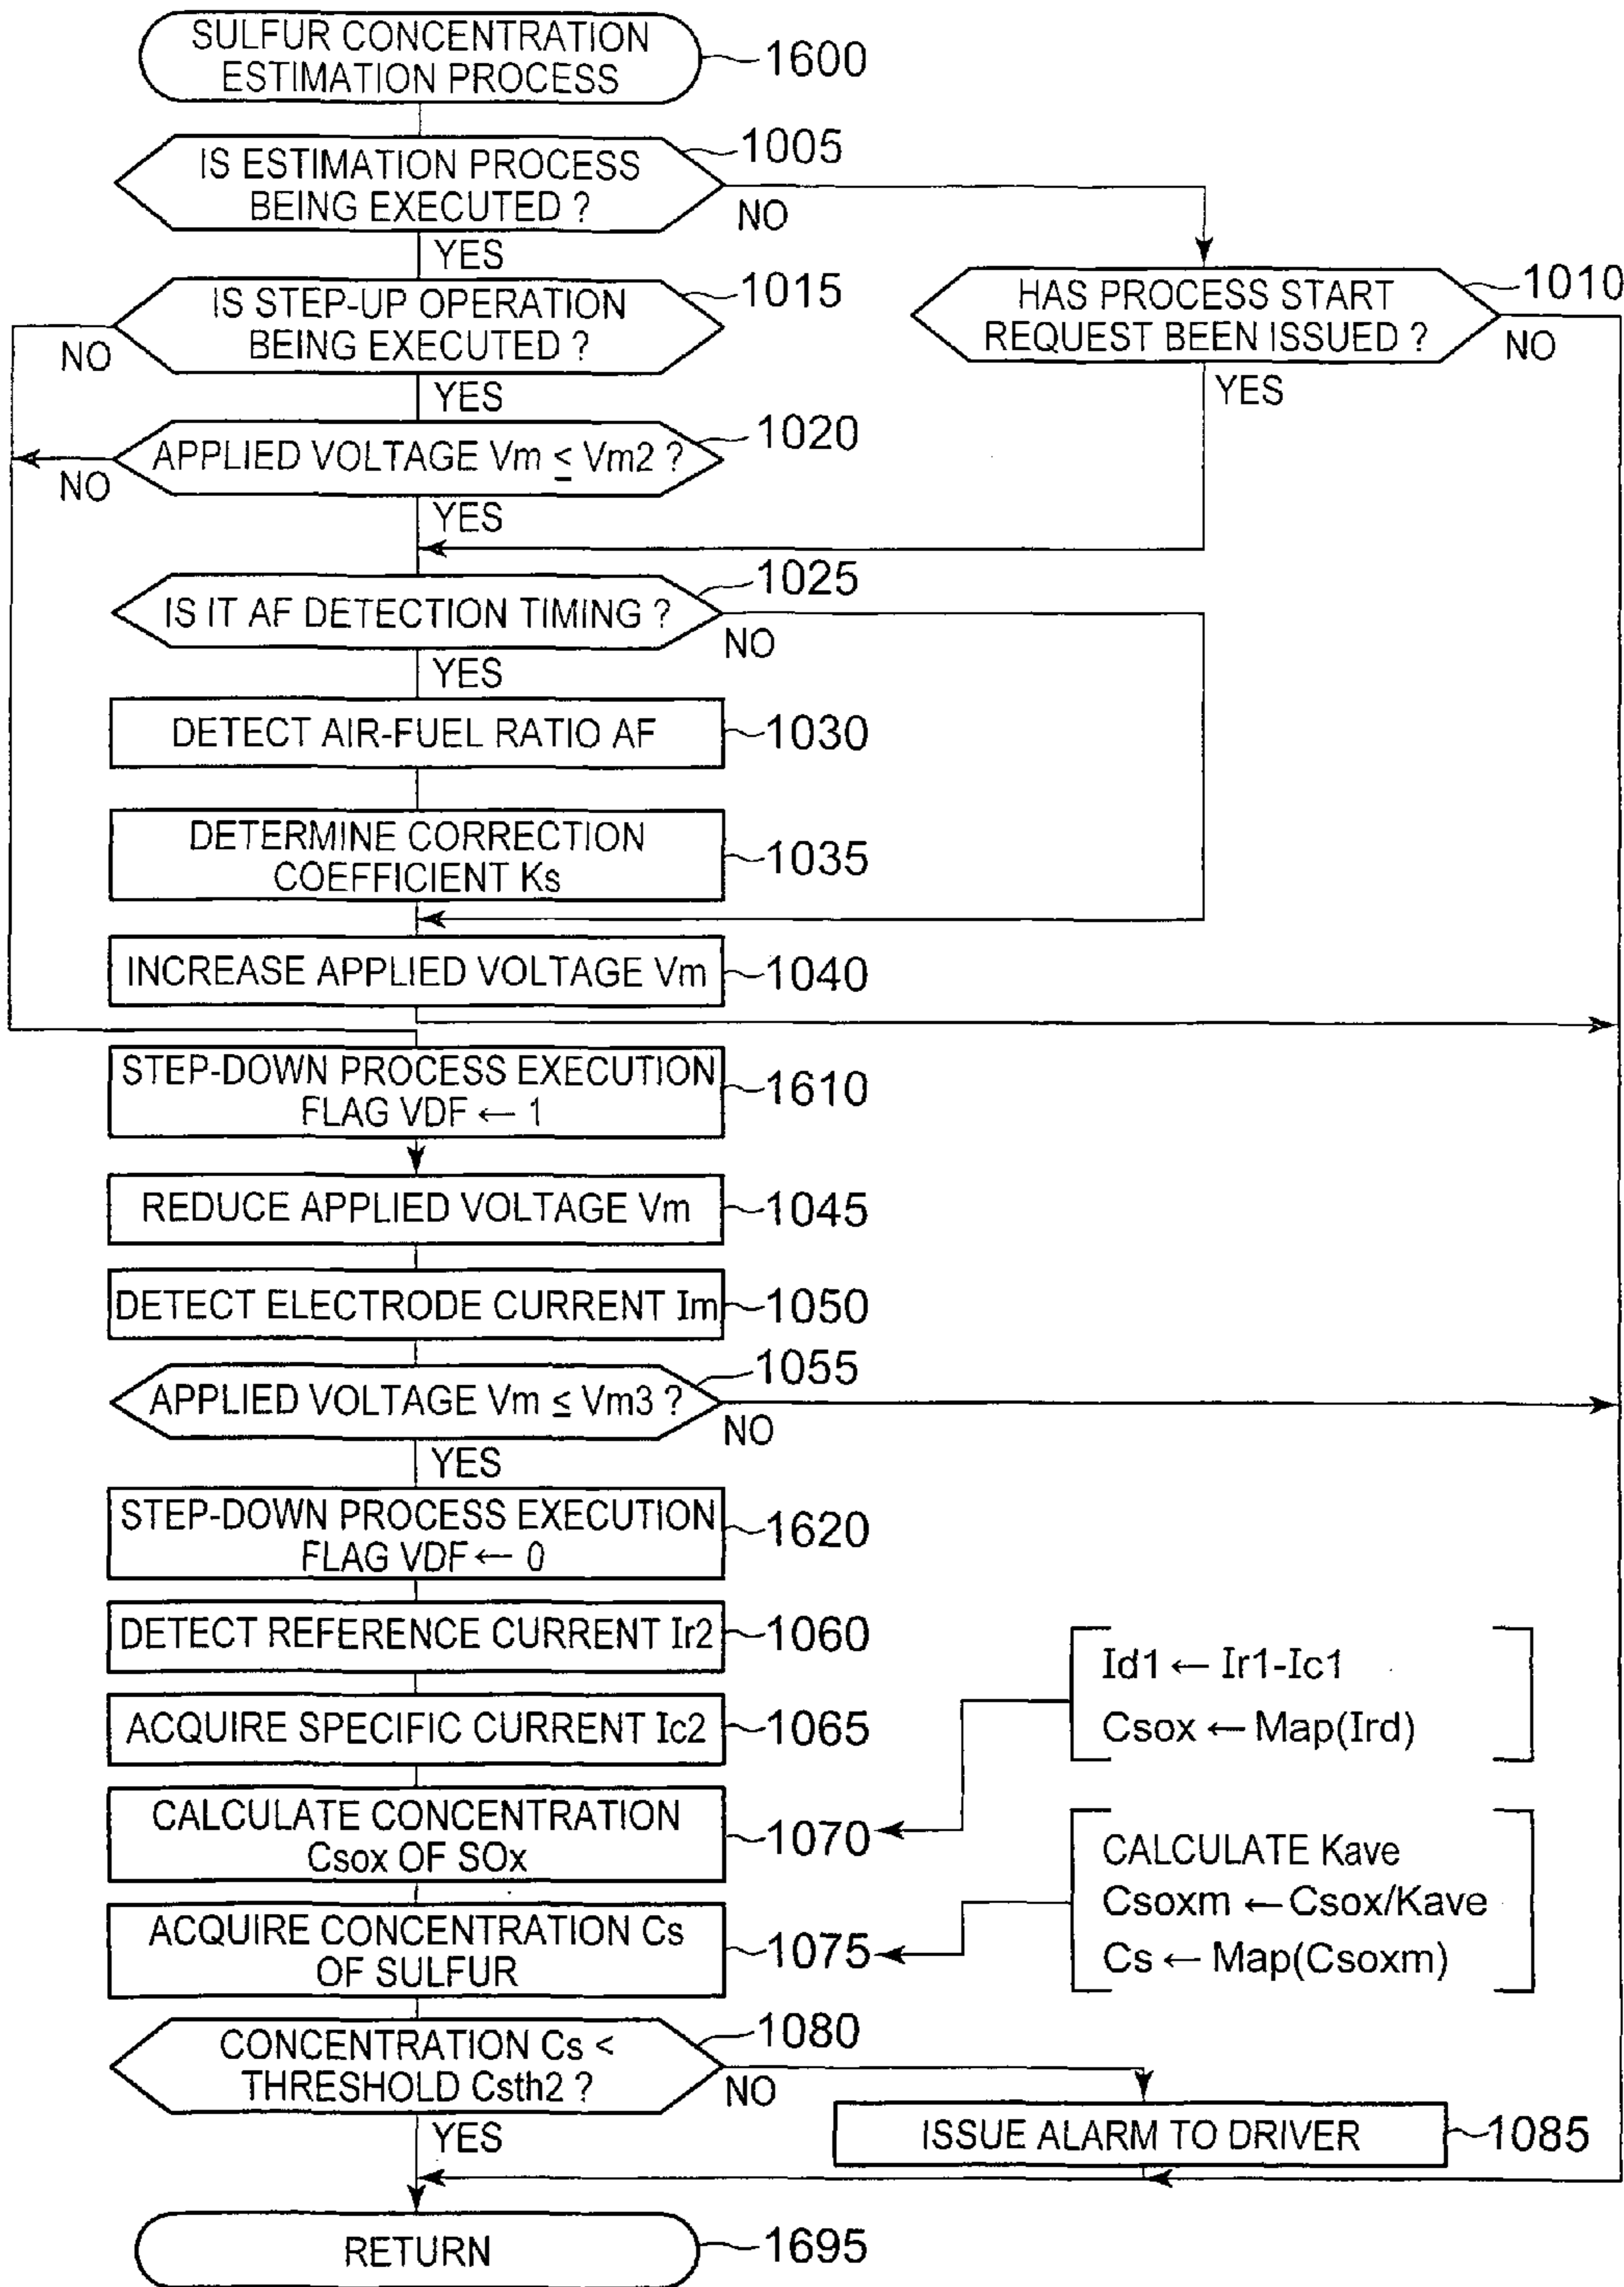 SULFUR CONCENTRATION
ESTIMATION PROCESS
1600
1005
IS ESTIMATION PROCESS
BEING EXECUTED ?
NO
YES
1015
IS STEP-UP OPERATION
BEING EXECUTED ?
NO
YES
1010
HAS PROCESS START
REQUEST BEEN ISSUED ?
NO
YES
1020
APPLIED VOLTAGE Vm ≤ Vm2 ?
NO
YES
1025
IS IT AF DETECTION TIMING ?
NO
YES
DETECT AIR-FUEL RATIO AF
1030
DETERMINE CORRECTION
COEFFICIENT Ks
1035
INCREASE APPLIED VOLTAGE Vm
1040
STEP-DOWN PROCESS EXECUTION
FLAG VDF ← 1
1610
REDUCE APPLIED VOLTAGE Vm
1045
DETECT ELECTRODE CURRENT Im
1050
1055
APPLIED VOLTAGE Vm ≤ Vm3 ?
NO
YES
STEP-DOWN PROCESS EXECUTION
FLAG VDF ← 0
1620
DETECT REFERENCE CURRENT Ir2
1060
ACQUIRE SPECIFIC CURRENT Ic2
1065
Id1 ← Ir1-Ic1
Csox ← Map(Ird)
CALCULATE CONCENTRATION
Csox OF SOx
1070
CALCULATE Kave
Csoxm ← Csox/Kave
Cs ← Map(Csoxm)
ACQUIRE CONCENTRATION Cs
OF SULFUR
1075
1080
CONCENTRATION Cs <
THRESHOLD Csth2 ?
NO
YES
ISSUE ALARM TO DRIVER
1085
RETURN
1695